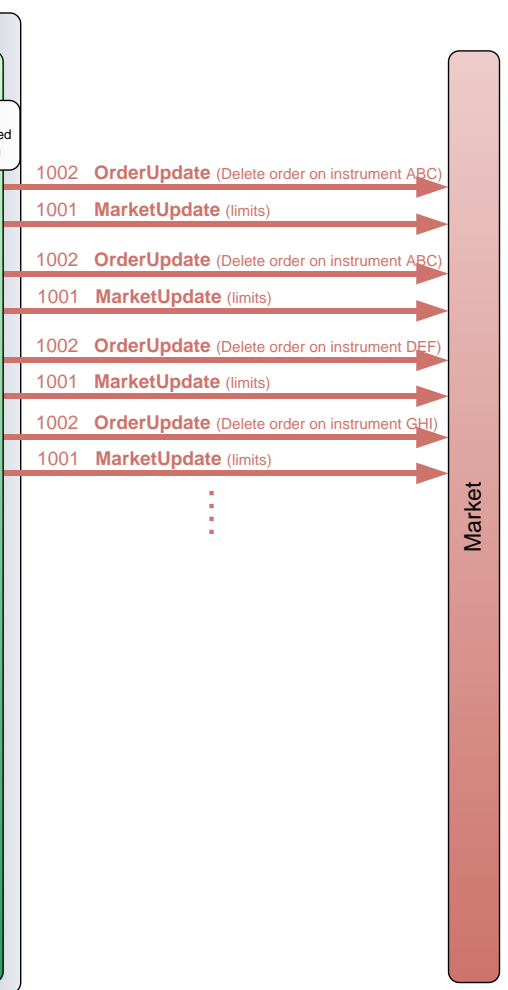 ed
1002 OrderUpdate (Delete order on instrument ABC)
1001 MarketUpdate (limits)
1002 OrderUpdate (Delete order on instrument ABC)
1001 MarketUpdate (limits)
1002 OrderUpdate (Delete order on instrument DEF)
1001 MarketUpdate (limits)
1002 OrderUpdate (Delete order on instrument GHI)
1001 MarketUpdate (limits)
Market